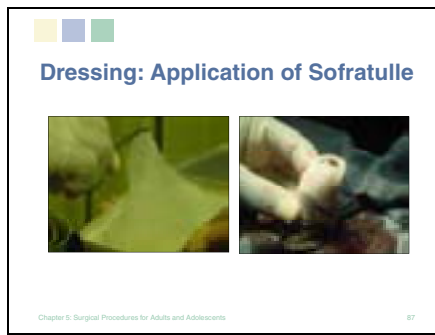 Dressing: Application of Sofratulle
Chapter 5: Surgical Procedures for Adults and Adolescents
87